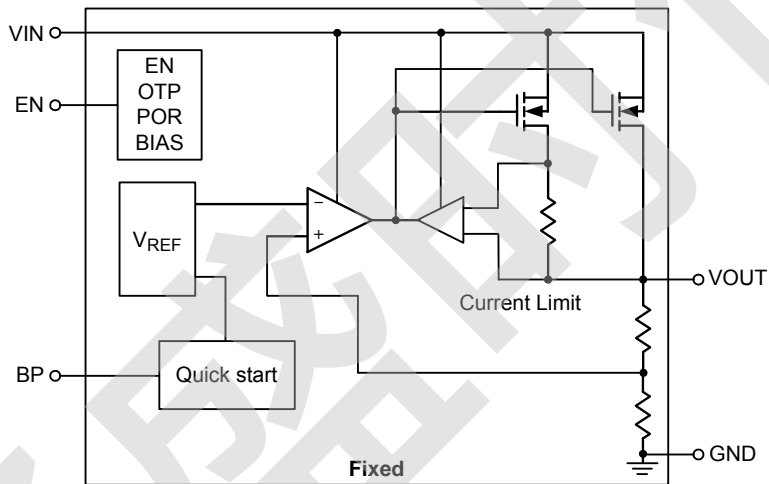 VIN
EN
EN
OTP
POR
BIAS
VREF
−
+
Current Limit
VOUT
BP
Quick start
GND
Fixed